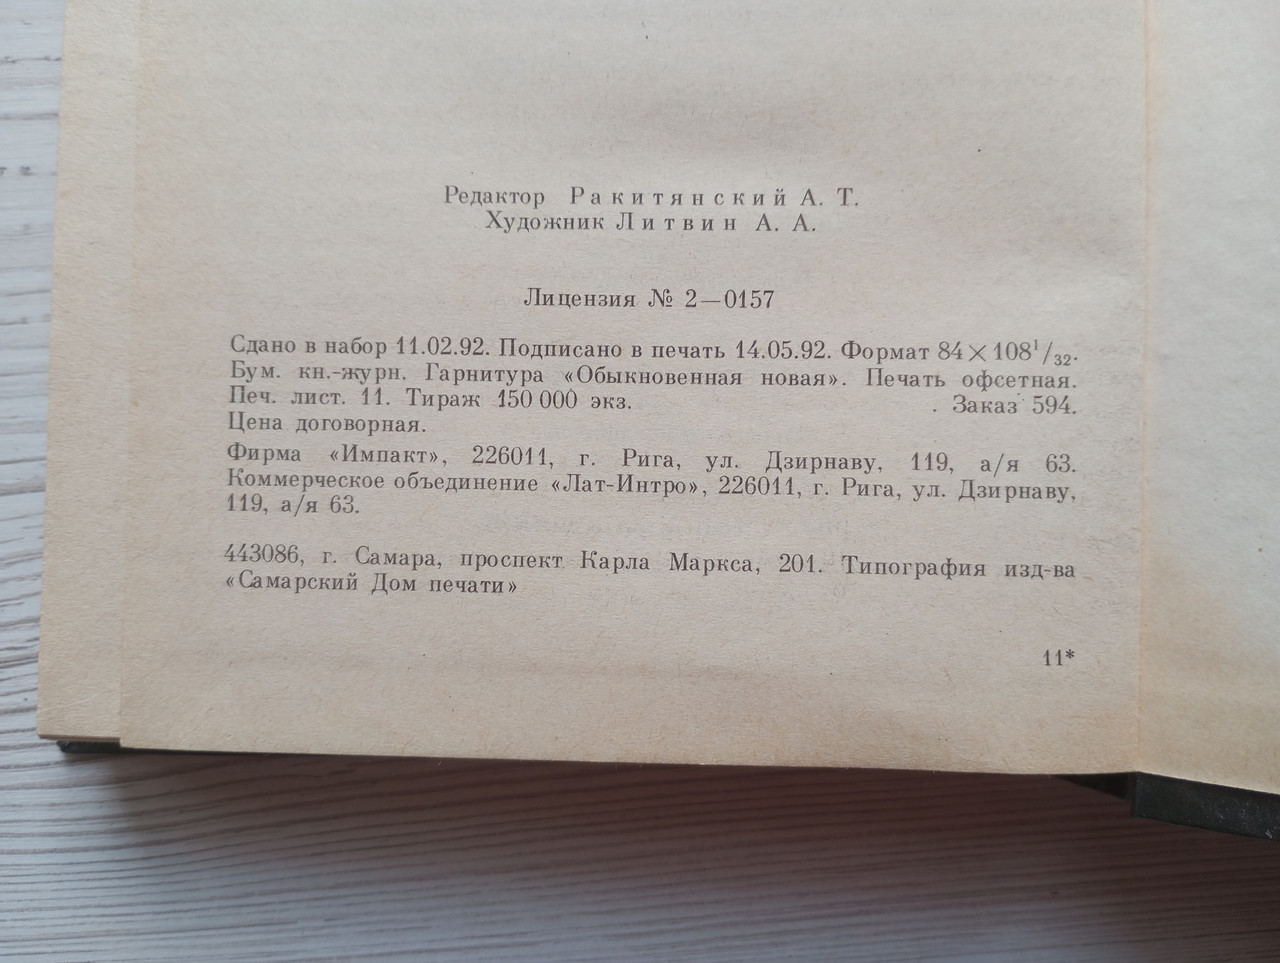 Редактор Ракитянский А. Т.
Художник Литвин А. А.
Лицензия № 2—0157
Сдано в набор 11.02.92. Подписано в печать 14.05.92. Формат 84×108¹/₃₂.
Бум. кн.-журн. Гарнитура «Обыкновенная новая». Печать офсетная.
Печ. лист. 11. Тираж 150 000 экз. Заказ 594.
Цена договорная.
Фирма «Импакт», 226011, г. Рига, ул. Дзирнаву, 119, а/я 63.
Коммерческое объединение «Лат-Интро», 226011, г. Рига, ул. Дзирнаву,
119, а/я 63.
443086, г. Самара, проспект Карла Маркса, 201. Типография изд-ва
«Самарский Дом печати»
11*